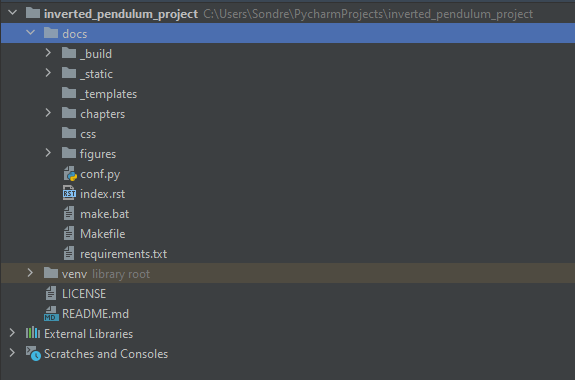 inverted_pendulum_project C:\Users\Sondre\PycharmProjects\inverted_pendulum_project
docs
_build
_static
_templates
chapters
css
figures
conf.py
RST index.rst
make.bat
Makefile
requirements.txt
venv library root
LICENSE
MD README.md
External Libraries
Scratches and Consoles